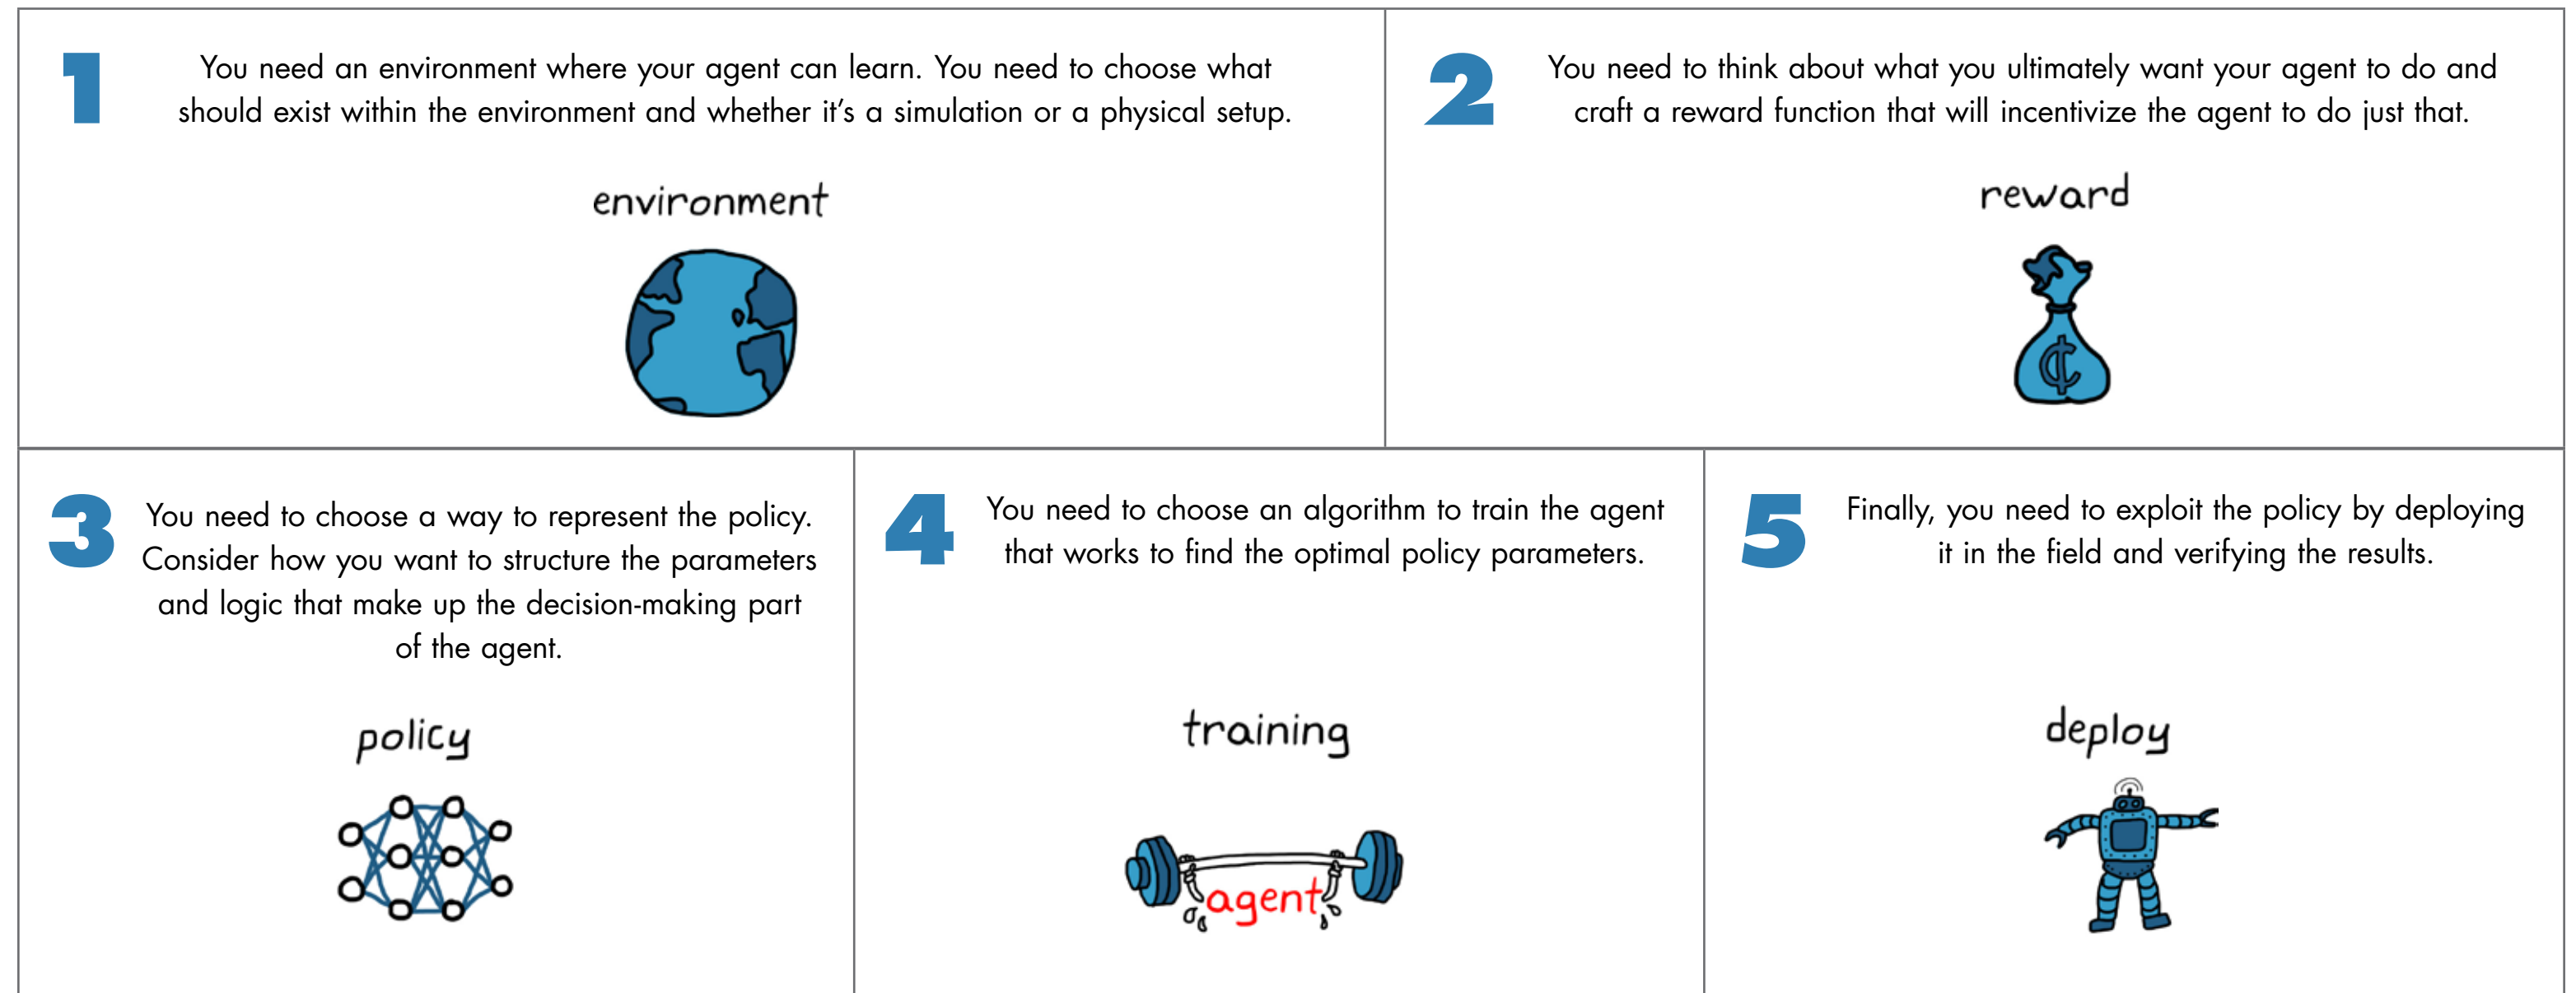 1
You need an environment where your agent can learn. You need to choose what
should exist within the environment and whether it's a simulation or a physical setup.
environment
2
You need to think about what you ultimately want your agent to do and
craft a reward function that will incentivize the agent to do just that.
reward
¢
3
You need to choose a way to represent the policy.
Consider how you want to structure the parameters
and logic that make up the decision-making part
of the agent.
policy
4
You need to choose an algorithm to train the agent
that works to find the optimal policy parameters.
training
agent
5
Finally, you need to exploit the policy by deploying
it in the field and verifying the results.
deploy